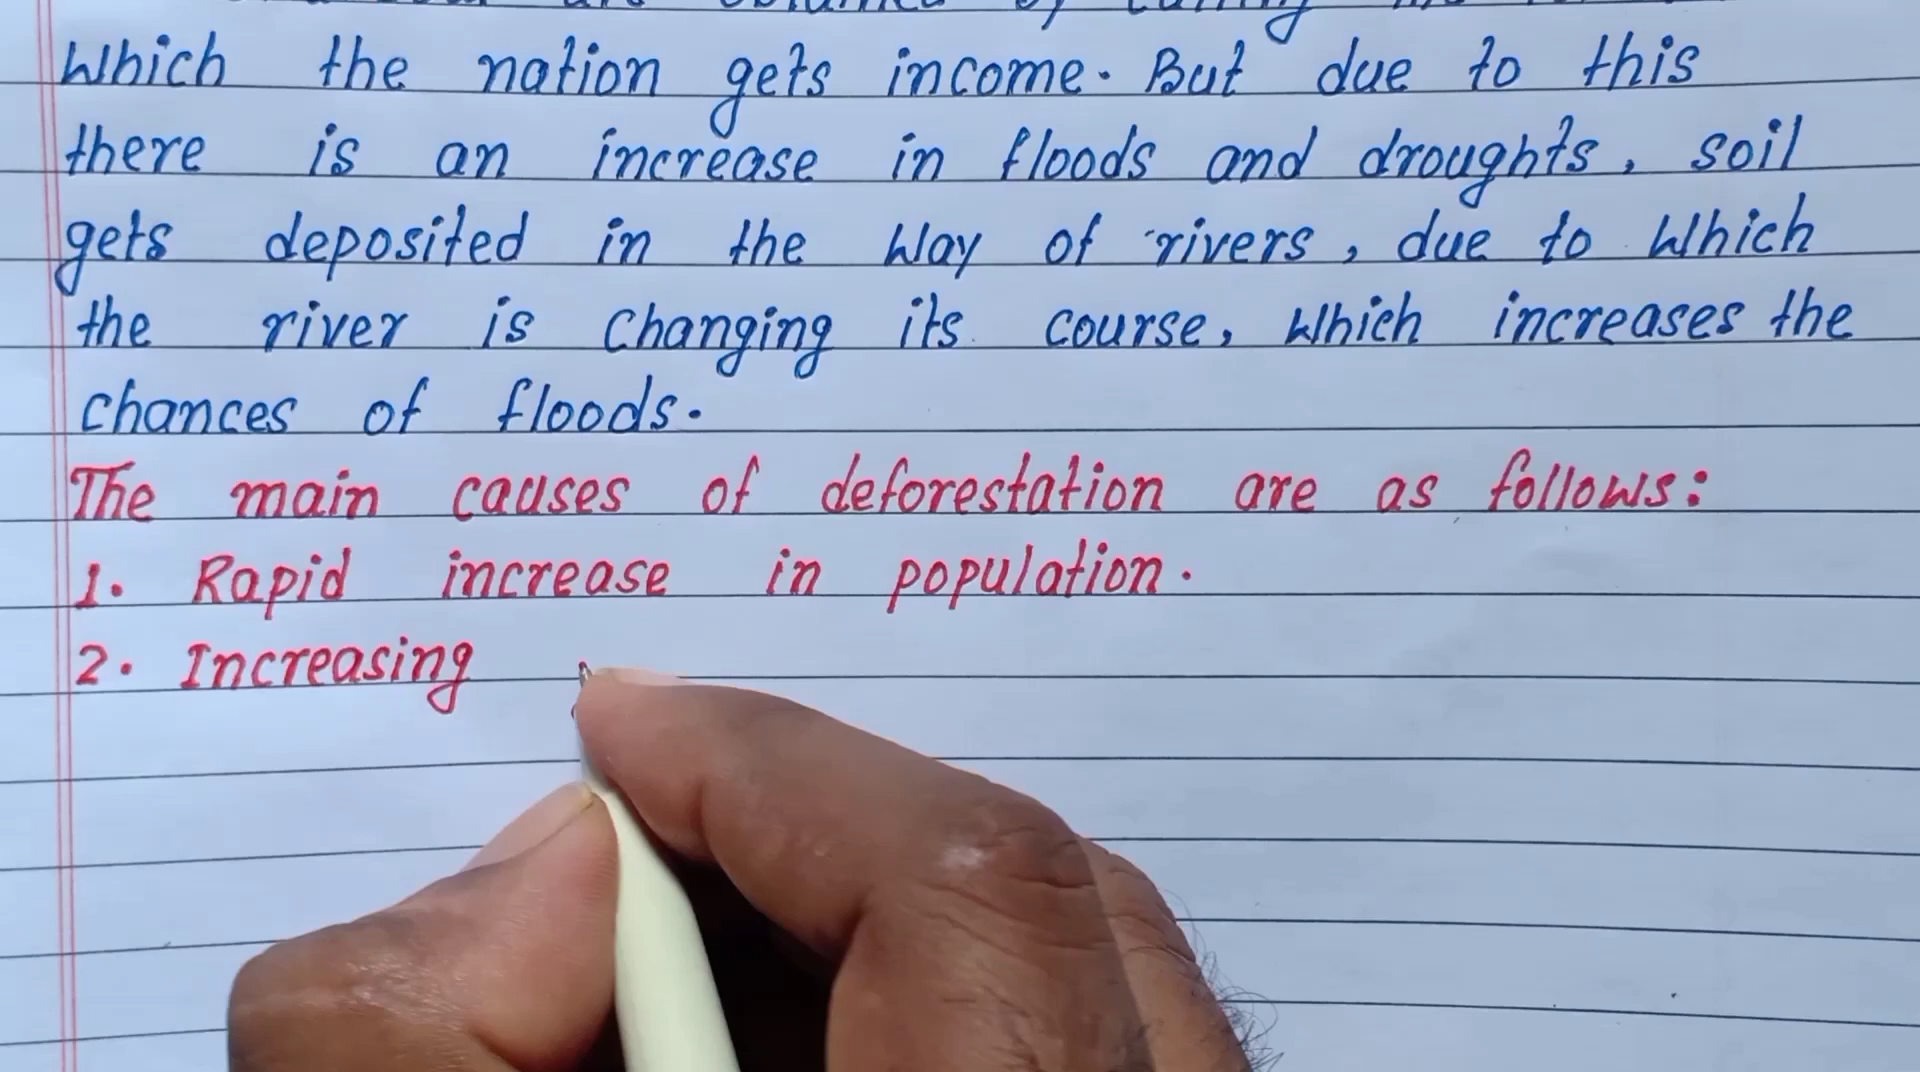 by
Which the nation gets income. But due to this
there is an increase in floods and droughts, soil
gets deposited in the way of rivers, due to which
the river is changing its course, which increases the
chances of floods.
The main causes of deforestation are as follows:
1. Rapid increase in population.
2. Increasing